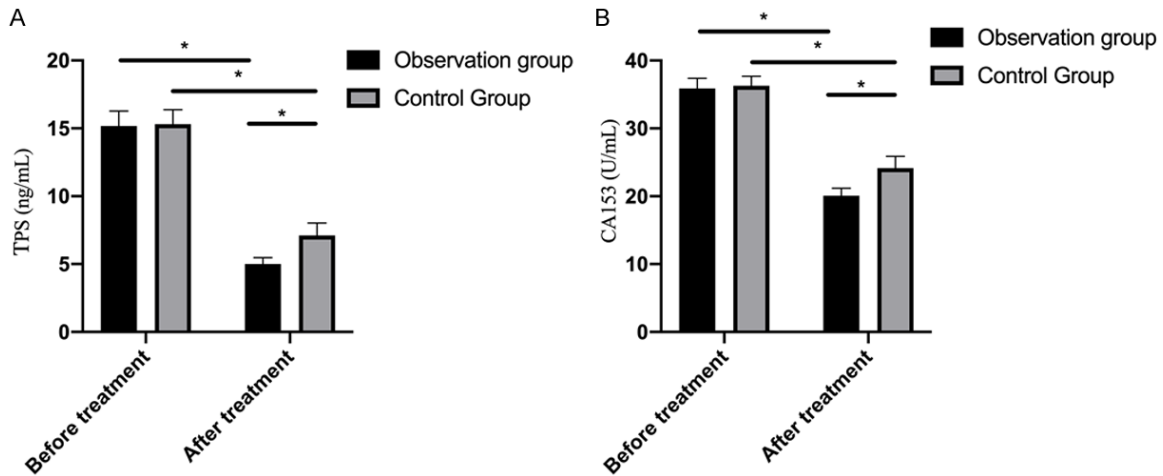 A
*
*
*
Observation group
Control Group
20
15
10
5
0
TPS (ng/mL)
Before treatment
After treatment
B
*
*
*
Observation group
Control Group
40
30
20
10
0
CA153 (U/mL)
Before treatment
After treatment